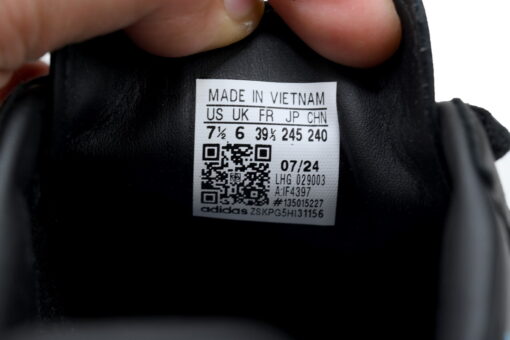 MADE IN VIETNAM
US UK FR JP CHN
7½ 6 39⅓ 245 240
07/24
LHG 029003
A:IF4397
#135015227
adidas ZSKPG5HI31156